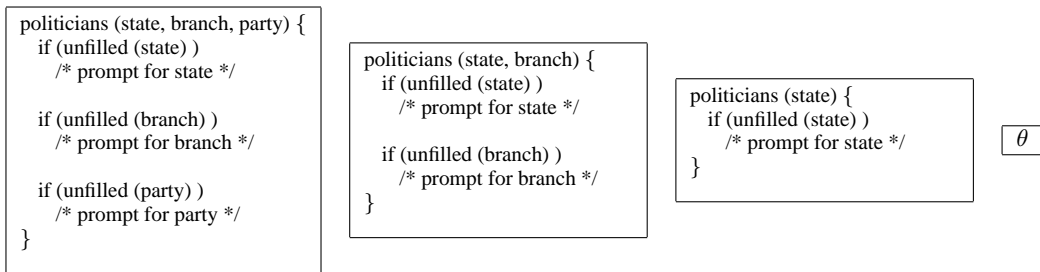 politicians (state, branch, party) {
if (unfilled (state) )
/* prompt for state */
if (unfilled (branch) )
/* prompt for branch */
if (unfilled (party) )
/* prompt for party */
}
politicians (state, branch) {
if (unfilled (state) )
/* prompt for state */
if (unfilled (branch) )
/* prompt for branch */
}
politicians (state) {
if (unfilled (state) )
/* prompt for state */
}
θ